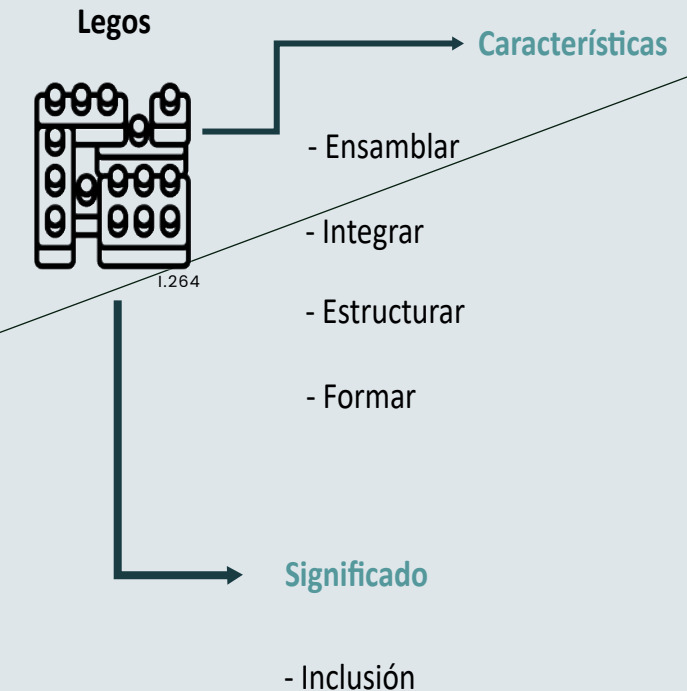 Legos
Características
- Ensamblar
- Integrar
I.264
- Estructurar
- Formar
Significado
- Inclusión